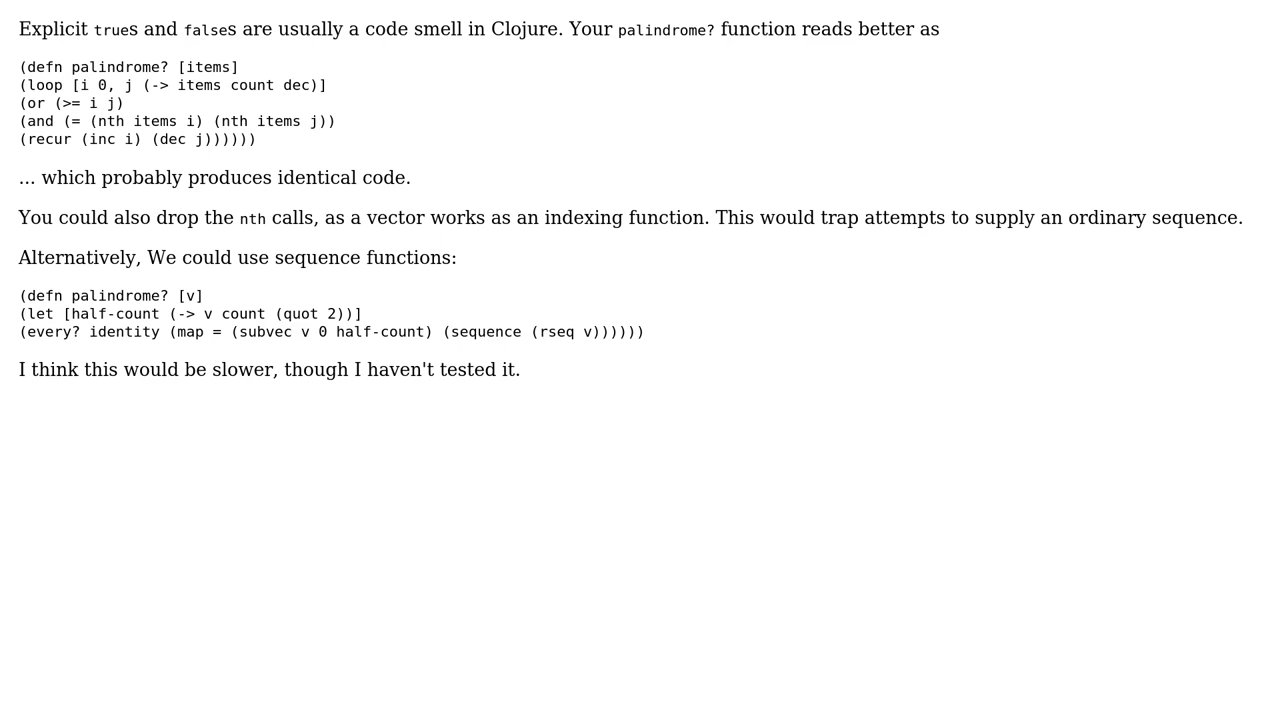 Explicit trues and falses are usually a code smell in Clojure. Your palindrome? function reads better as
(defn palindrome? [items]
(loop [i 0, j (-> items count dec)]
(or (>= i j)
(and (= (nth items i) (nth items j))
(recur (inc i) (dec j))))))
... which probably produces identical code.
You could also drop the nth calls, as a vector works as an indexing function. This would trap attempts to supply an ordinary sequence.
Alternatively, We could use sequence functions:
(defn palindrome? [v]
(let [half-count (-> v count (quot 2))]
(every? identity (map = (subvec v 0 half-count) (sequence (rseq v))))))
I think this would be slower, though I haven't tested it.